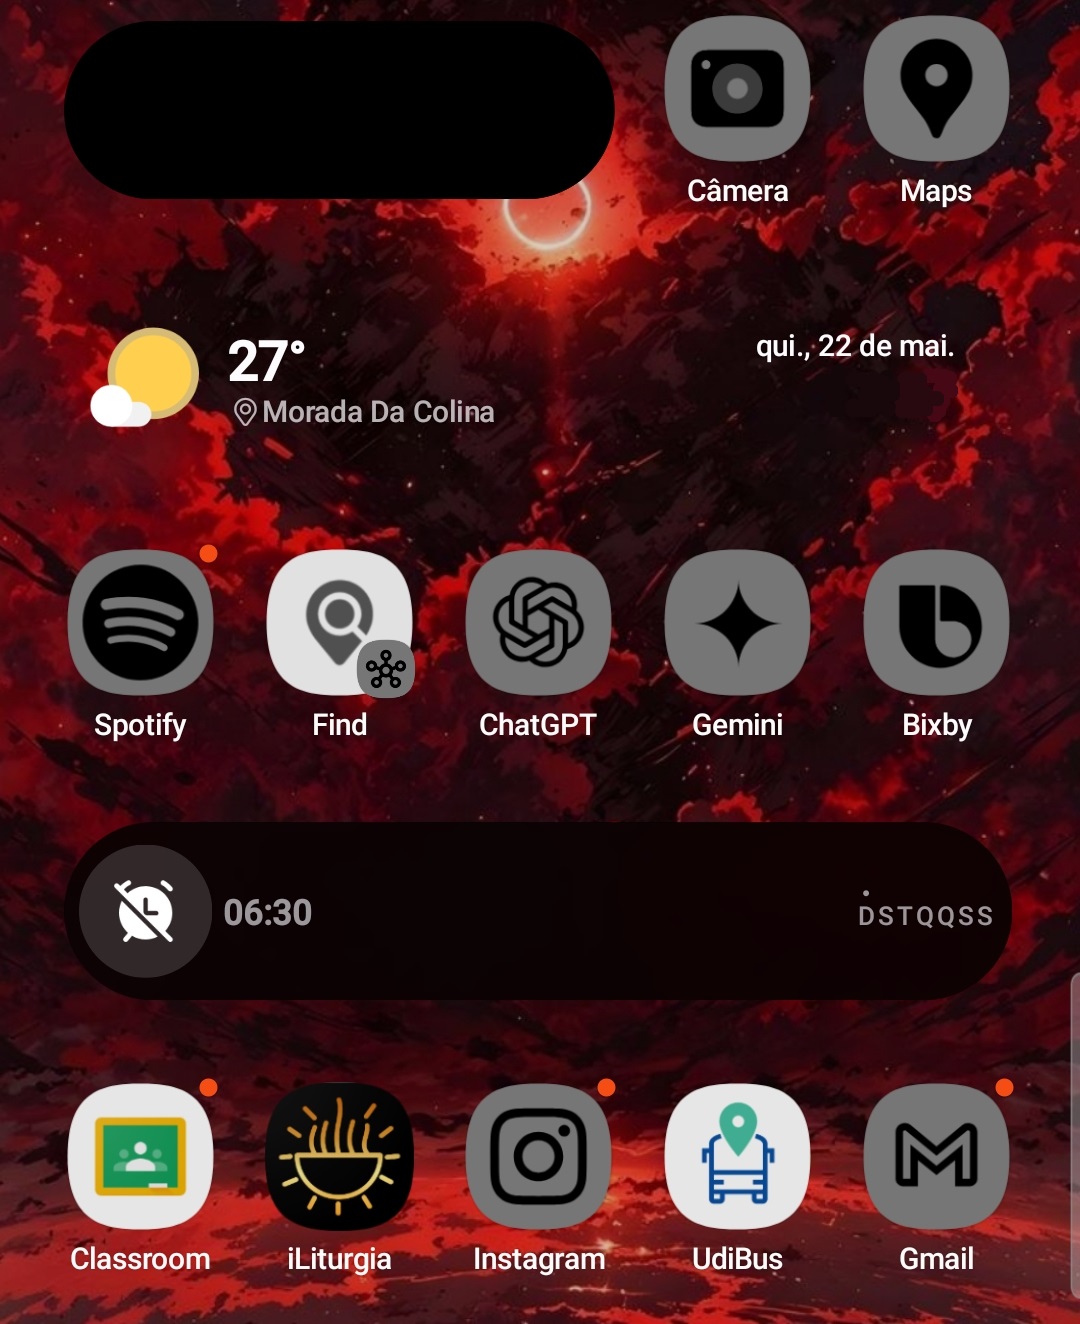 Câmera Maps
27°
Morada Da Colina
qui., 22 de mai.
Spotify Find ChatGPT Gemini Bixby
06:30
DSTQQSS
Classroom iLiturgia Instagram UdiBus Gmail